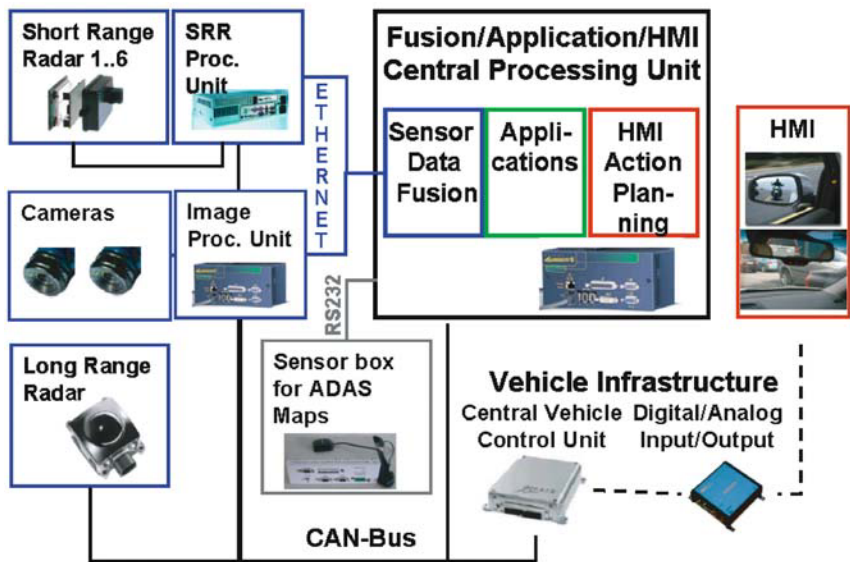 Short Range
Radar 1..6
SRR
Proc.
Unit
ETHERNET
Fusion/Application/HMI
Central Processing Unit
Sensor
Data
Fusion
Appli-
cations
HMI
Action
Plan-
ning
HMI
Cameras
Image
Proc. Unit
RS232
Long Range
Radar
Sensor box
for ADAS
Maps
Vehicle Infrastructure
Central Vehicle
Control Unit
Digital/Analog
Input/Output
CAN-Bus